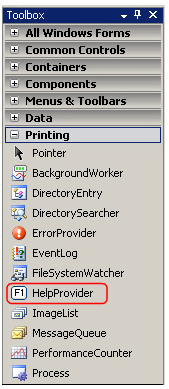 Toolbox
All Windows Forms
Common Controls
Containers
Components
Menus & Toolbars
Data
Printing
Pointer
BackgroundWorker
DirectoryEntry
DirectorySearcher
ErrorProvider
EventLog
FileSystemWatcher
F1 HelpProvider
ImageList
MessageQueue
PerformanceCounter
Process